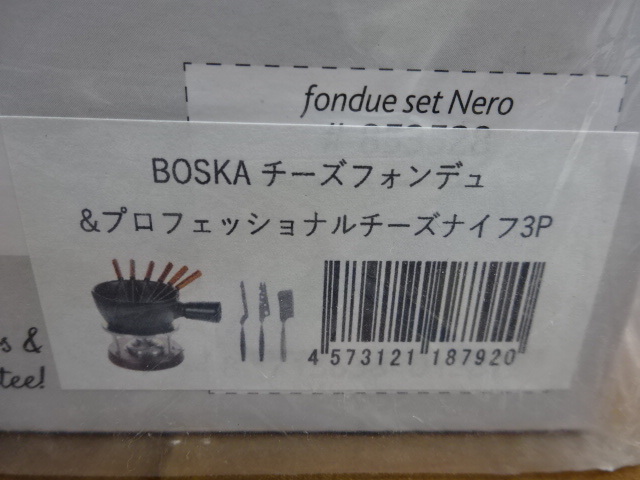 fondue set Nero
BOSKA チーズフォンデュ
&プロフェッショナルチーズナイフ3P
s &
tee!
4 573121 187920